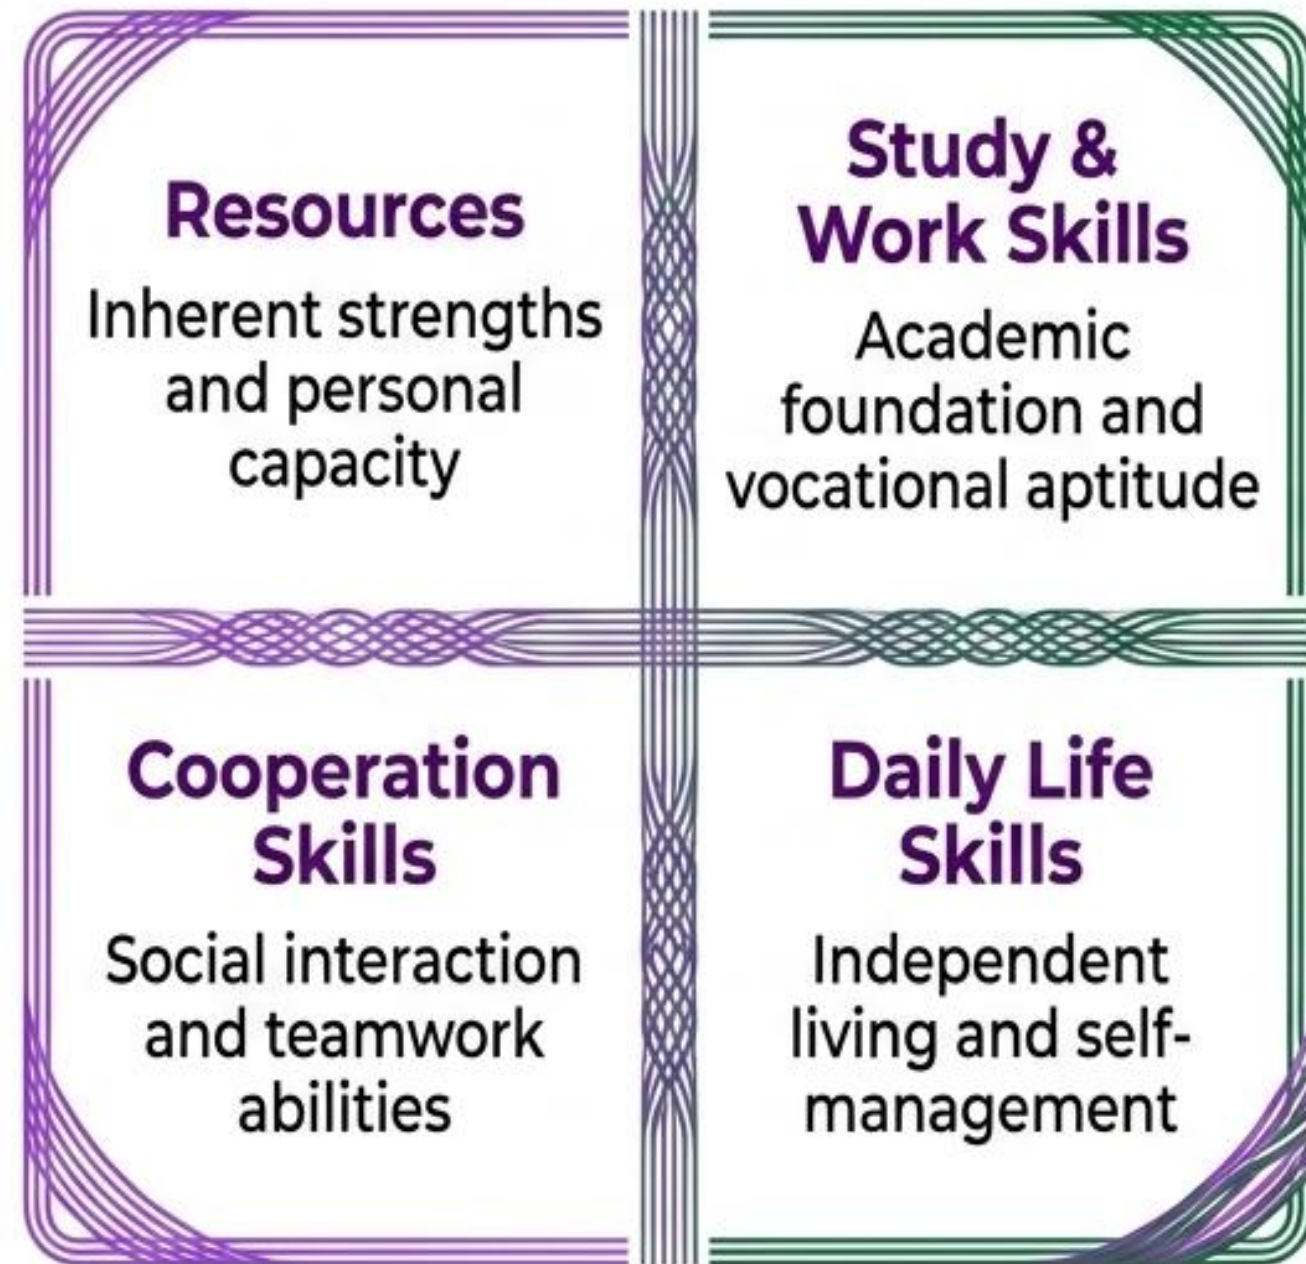 Resources
Inherent strengths
and personal
capacity
Study &
Work Skills
Academic
foundation and
vocational aptitude
Cooperation
Skills
Social interaction
and teamwork
abilities
Daily Life
Skills
Independent
living and self-
management